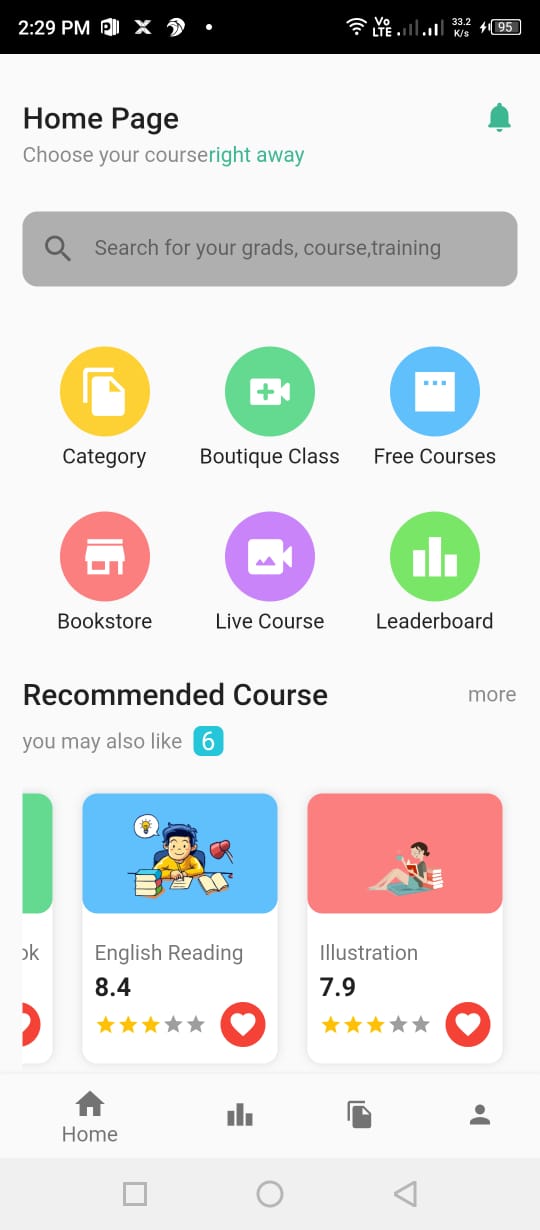 2:29 PM
Vo LTE 33.2 K/s 95
Home Page
Choose your courseright away
Search for your grads, course,training
Category Boutique Class Free Courses
Bookstore Live Course Leaderboard
Recommended Course more
you may also like 6
ok English Reading Illustration
8.4 7.9
Home